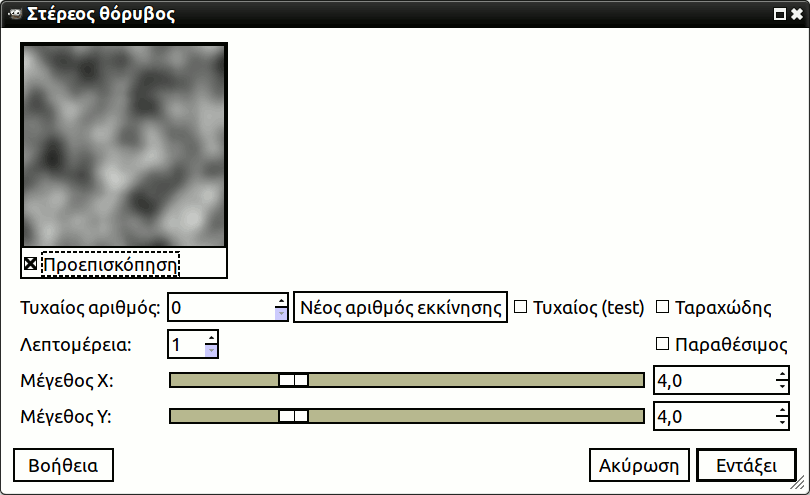 Στέρεος θόρυβος
Προεπισκόπηση
Τυχαίος αριθμός: 0 Νέος αριθμός εκκίνησης Τυχαίος (test) Ταραχώδης
Λεπτομέρεια: 1 Παραθέσιμος
Μέγεθος X: 4,0
Μέγεθος Y: 4,0
Βοήθεια Ακύρωση Εντάξει